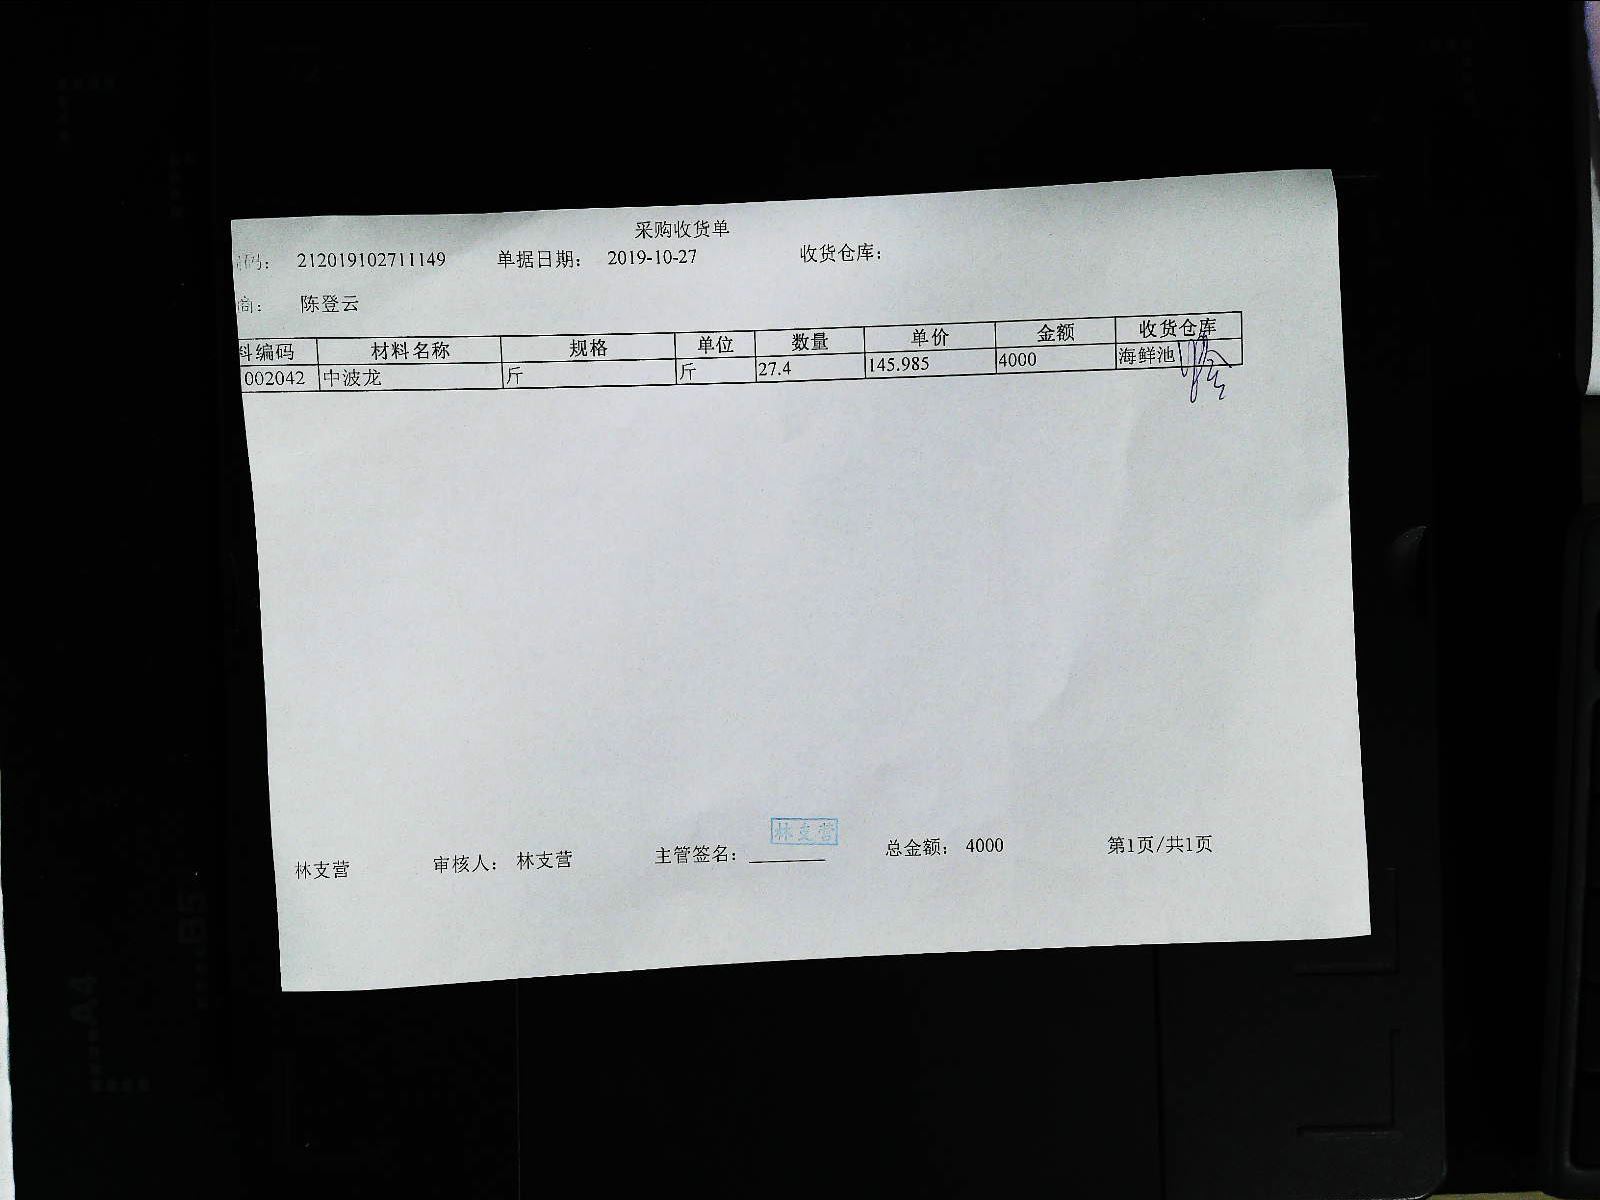 采购收货单
码： 212019102711149 单据日期： 2019-10-27 收货仓库：
商： 陈登云
料编码 材料名称 规格 单位 数量 单价 金额 收货仓库
002042 中波龙 斤 斤 27.4 145.985 4000 海鲜池
林支营
林支营 审核人： 林支营 主管签名： 总金额： 4000 第1页/共1页
A4
B5